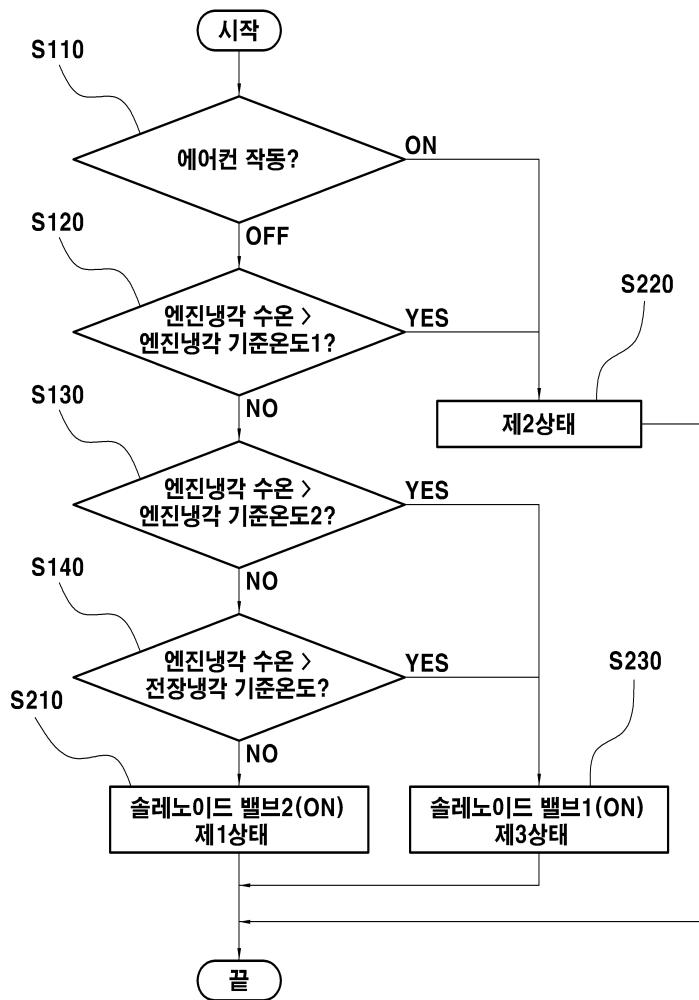 시작
S110
에어컨 작동?
ON
OFF
S120
엔진냉각 수온 〉
엔진냉각 기준온도1?
YES
NO
S220
제2상태
S130
엔진냉각 수온 〉
엔진냉각 기준온도2?
YES
NO
S140
엔진냉각 수온 〉
전장냉각 기준온도?
YES
NO
S210
솔레노이드 밸브2(ON)
제1상태
S230
솔레노이드 밸브1(ON)
제3상태
끝